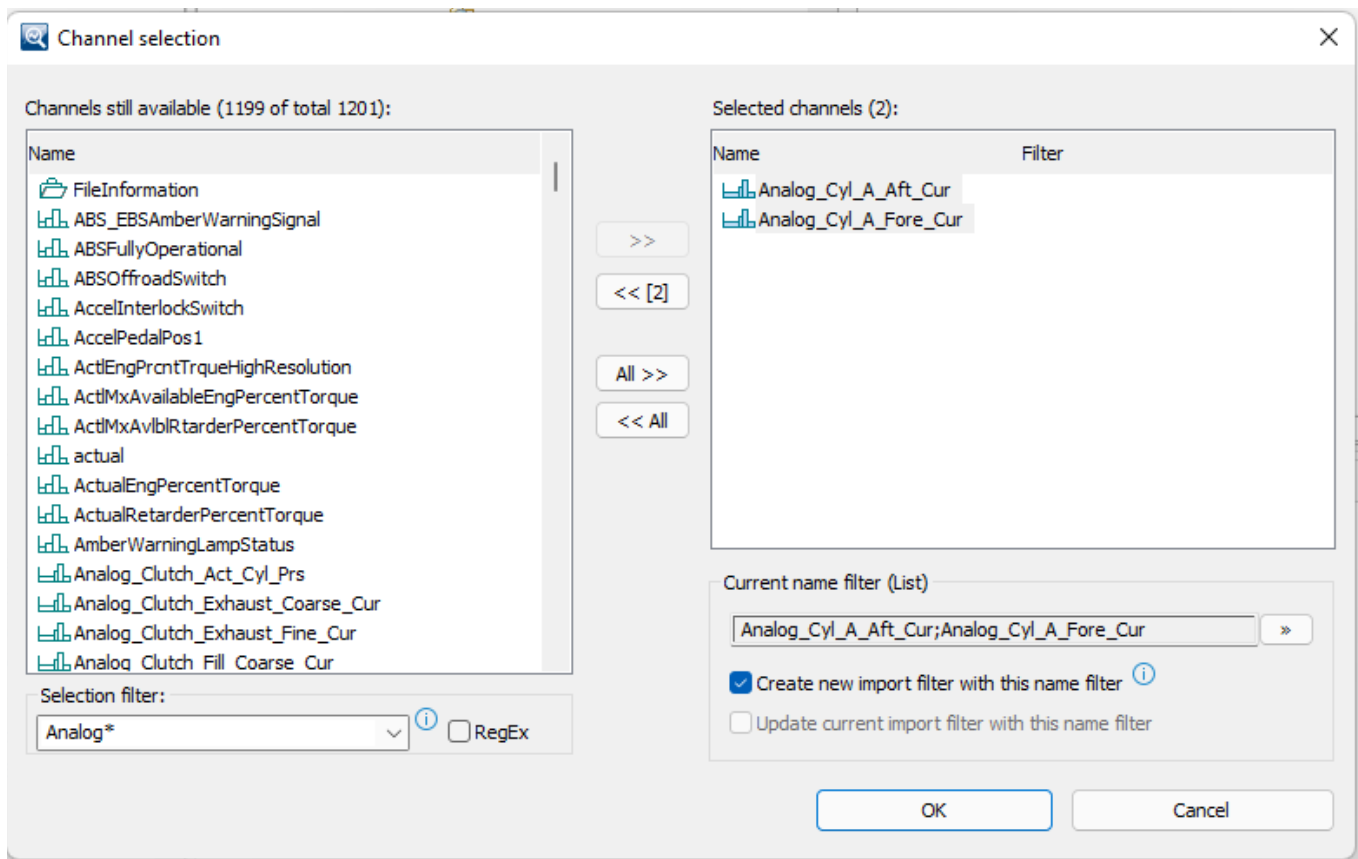 Channel selection
Channels still available (1199 of total 1201):
Name
FileInformation
ABS_EBSAmberWarningSignal
ABSFullyOperational
ABSOffroadSwitch
AccelInterlockSwitch
AccelPedalPos1
ActlEngPrcntTrqueHighResolution
ActlMxAvailableEngPercentTorque
ActlMxAvlblRtarderPercentTorque
actual
ActualEngPercentTorque
ActualRetarderPercentTorque
AmberWarningLampStatus
Analog_Clutch_Act_Cyl_Prs
Analog_Clutch_Exhaust_Coarse_Cur
Analog_Clutch_Exhaust_Fine_Cur
Analog_Clutch_Fill_Coarse_Cur
Selection filter:
Analog*
RegEx
>>
<< [2]
All >>
<< All
Selected channels (2):
Name Filter
Analog_Cyl_A_Aft_Cur
Analog_Cyl_A_Fore_Cur
Current name filter (List)
Analog_Cyl_A_Aft_Cur;Analog_Cyl_A_Fore_Cur »
Create new import filter with this name filter
Update current import filter with this name filter
OK Cancel